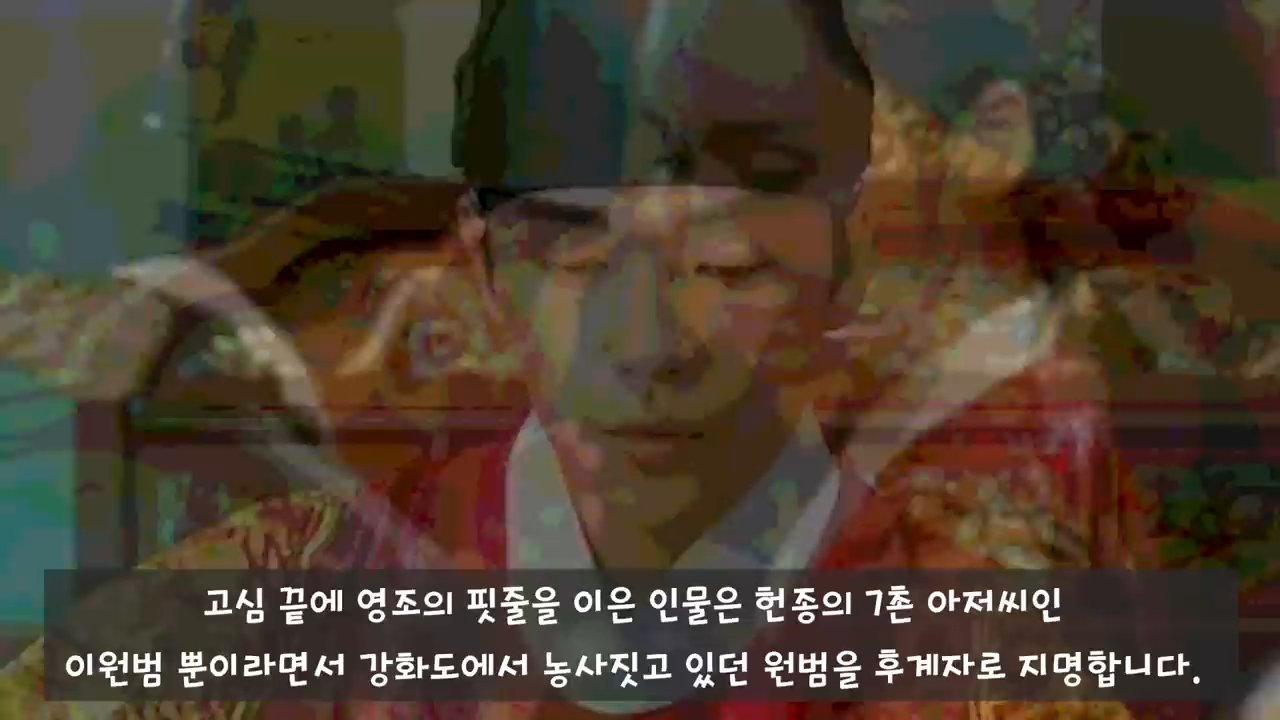 고심 끝에 영조의 핏줄을 이은 인물은 헌종의 7촌 아저씨인
이원범 뿐이라면서 강화도에서 농사짓고 있던 원범을 후계자로 지명합니다.